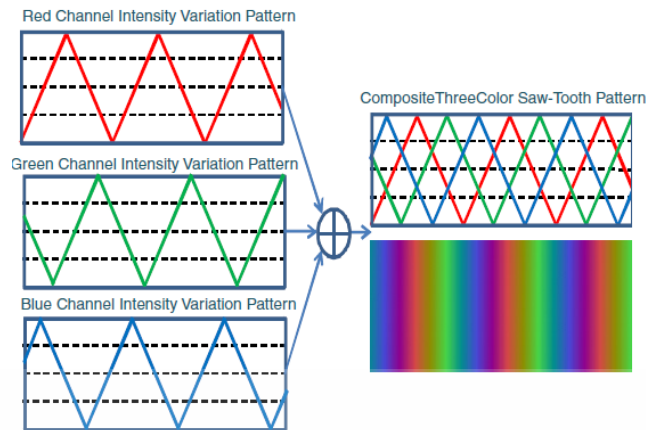 Red Channel Intensity Variation Pattern
Green Channel Intensity Variation Pattern
Blue Channel Intensity Variation Pattern
CompositeThreeColor Saw-Tooth Pattern